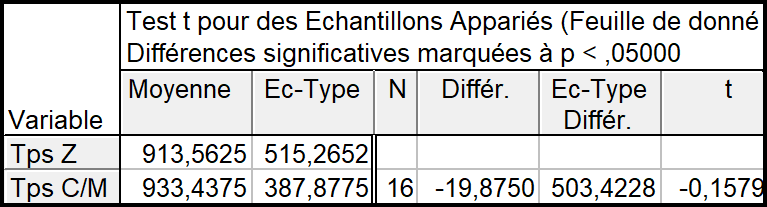 Test t pour des Echantillons Appariés (Feuille de donné
Différences significatives marquées à p < ,05000
Variable Moyenne Ec-Type N Différ. Ec-Type Différ. t
Tps Z 913,5625 515,2652
Tps C/M 933,4375 387,8775 16 -19,8750 503,4228 -0,1579